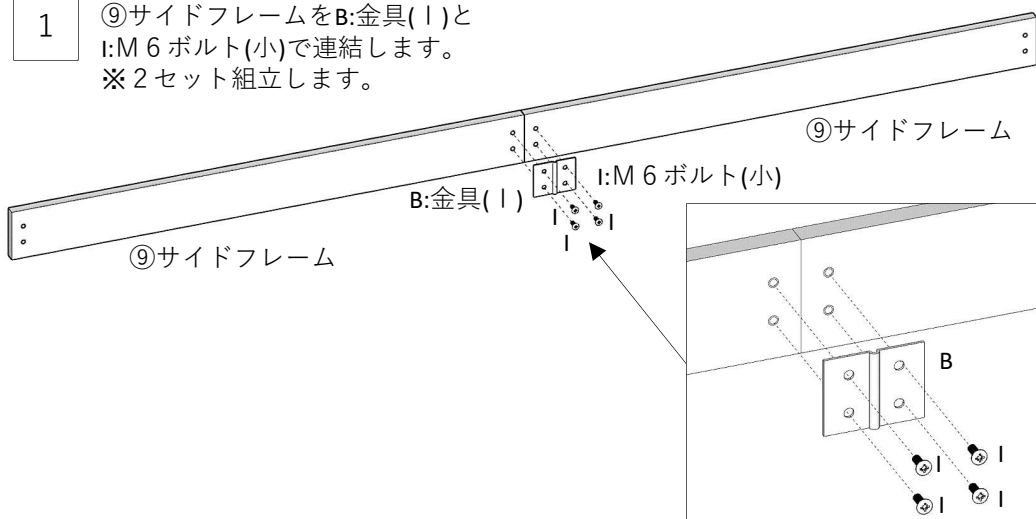 1
⑨サイドフレームをB:金具(I)と
I:M6ボルト(小)で連結します。
※2セット組立します。
⑨サイドフレーム
I:M6ボルト(小)
B:金具(I)
I
I
I
⑨サイドフレーム
B
I
I
I
I